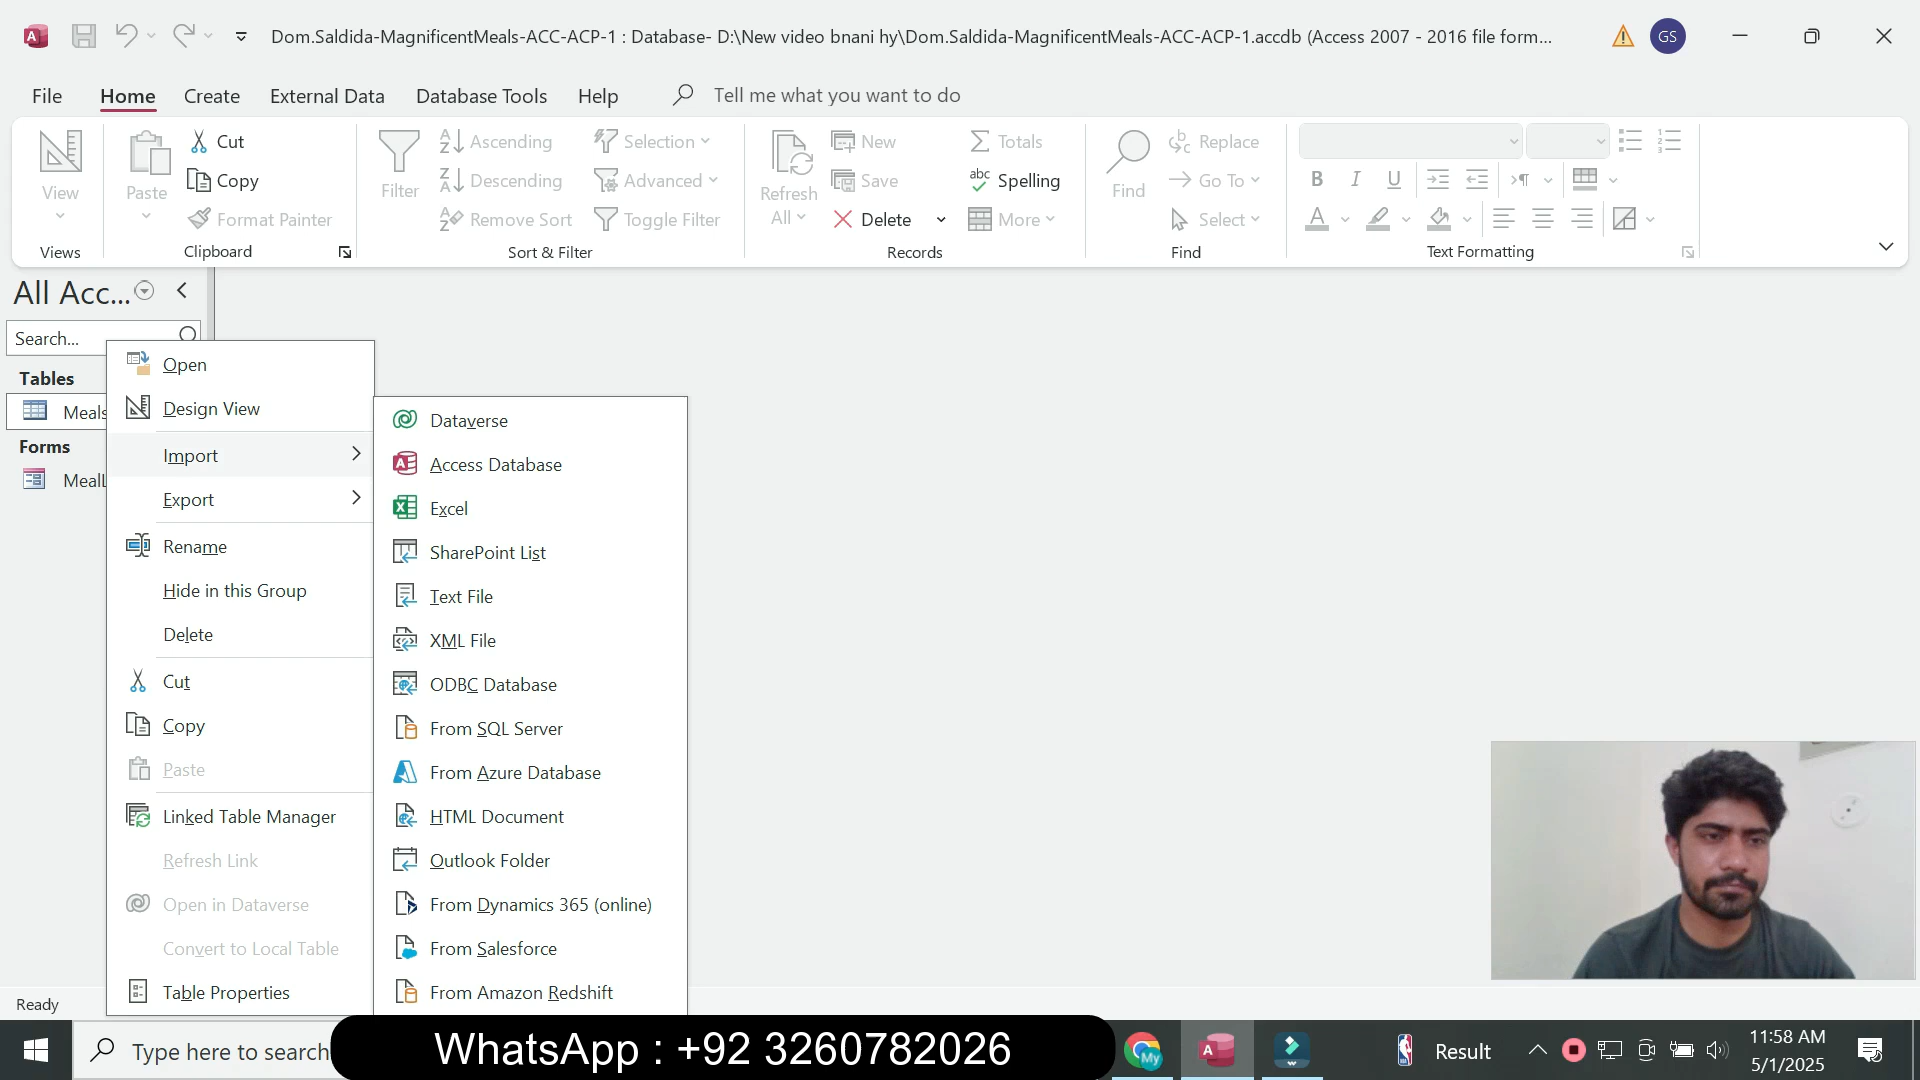 Dom.Saldida-MagnificentMeals-ACC-ACP-1 : Database- D:\New video bnani hy\Dom.Saldida-MagnificentMeals-ACC-ACP-1.accdb (Access 2007 - 2016 file form...
GS
File Home Create External Data Database Tools Help Tell me what you want to do
View
Views
Paste
Cut
Copy
Format Painter
Clipboard
Filter
Ascending
Descending
Remove Sort
Selection
Advanced
Toggle Filter
Sort & Filter
Refresh
All
New
Save
Delete
Totals
Spelling
More
Records
Find
Replace
Go To
Select
Find
B I U
Text Formatting
All Acc...
Search...
Tables
Meals
Forms
MealL
Open
Design View
Import
Export
Rename
Hide in this Group
Delete
Cut
Copy
Paste
Linked Table Manager
Refresh Link
Open in Dataverse
Convert to Local Table
Table Properties
Dataverse
Access Database
Excel
SharePoint List
Text File
XML File
ODBC Database
From SQL Server
From Azure Database
HTML Document
Outlook Folder
From Dynamics 365 (online)
From Salesforce
From Amazon Redshift
Ready
Type here to search
WhatsApp : +92 3260782026
My
Result
11:58 AM
5/1/2025